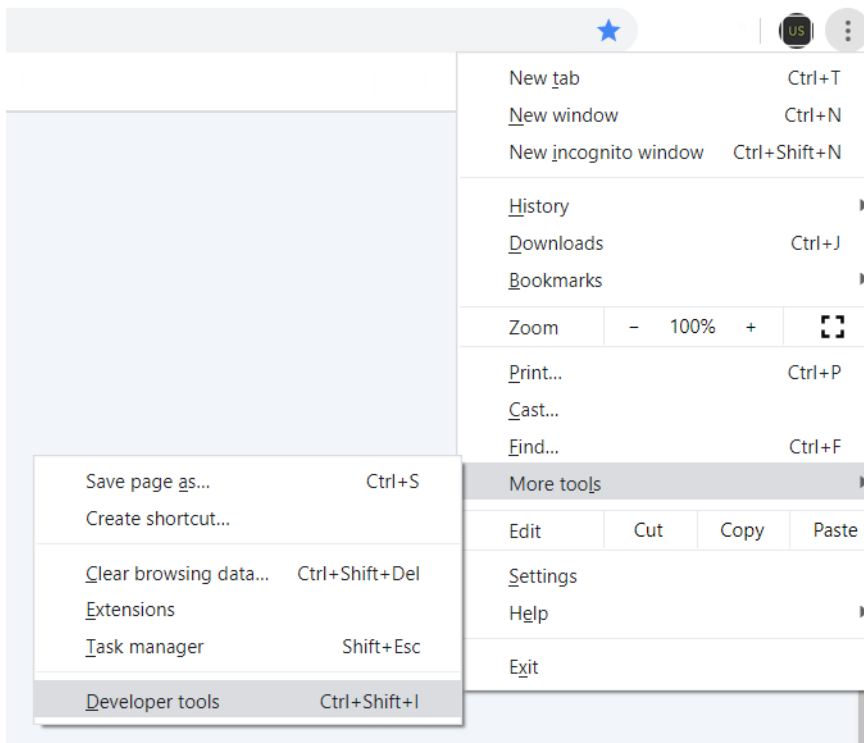 US
New tab Ctrl+T
New window Ctrl+N
New incognito window Ctrl+Shift+N
History
Downloads Ctrl+J
Bookmarks
Zoom - 100% +
Print... Ctrl+P
Cast...
Find... Ctrl+F
More tools
Edit Cut Copy Paste
Settings
Help
Exit
Save page as... Ctrl+S
Create shortcut...
Clear browsing data... Ctrl+Shift+Del
Extensions
Task manager Shift+Esc
Developer tools Ctrl+Shift+I